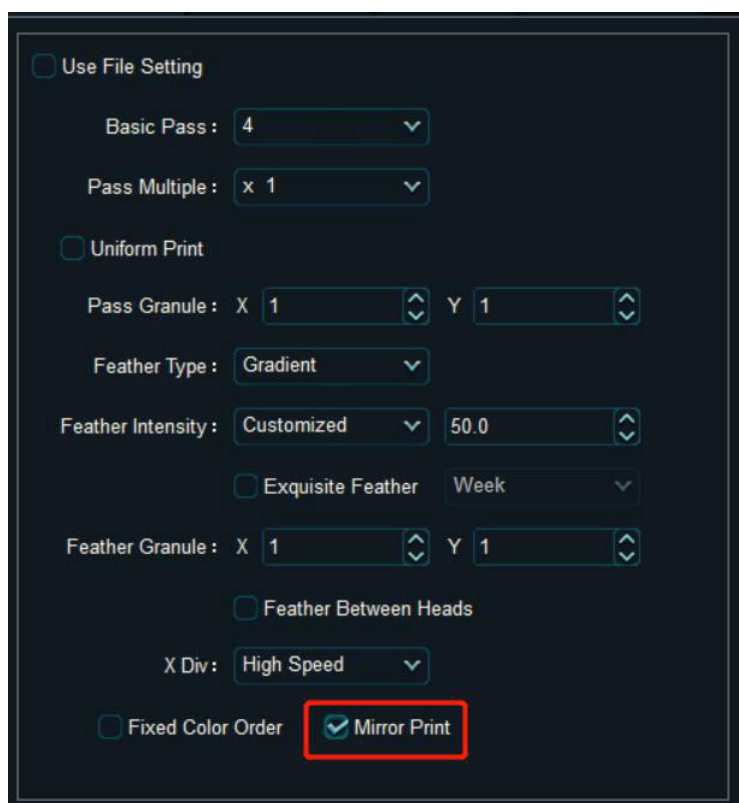 Use File Setting
Basic Pass: 4
Pass Multiple: x 1
Uniform Print
Pass Granule: X 1 Y 1
Feather Type: Gradient
Feather Intensity: Customized 50.0
Exquisite Feather Week
Feather Granule: X 1 Y 1
Feather Between Heads
X Div: High Speed
Fixed Color Order Mirror Print